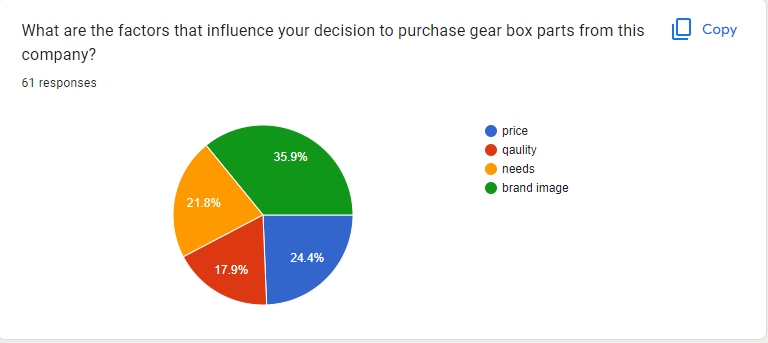 What are the factors that influence your decision to purchase gear box parts from this
company?
Copy
61 responses
35.9%
21.8%
24.4%
17.9%
price
qaulity
needs
brand image